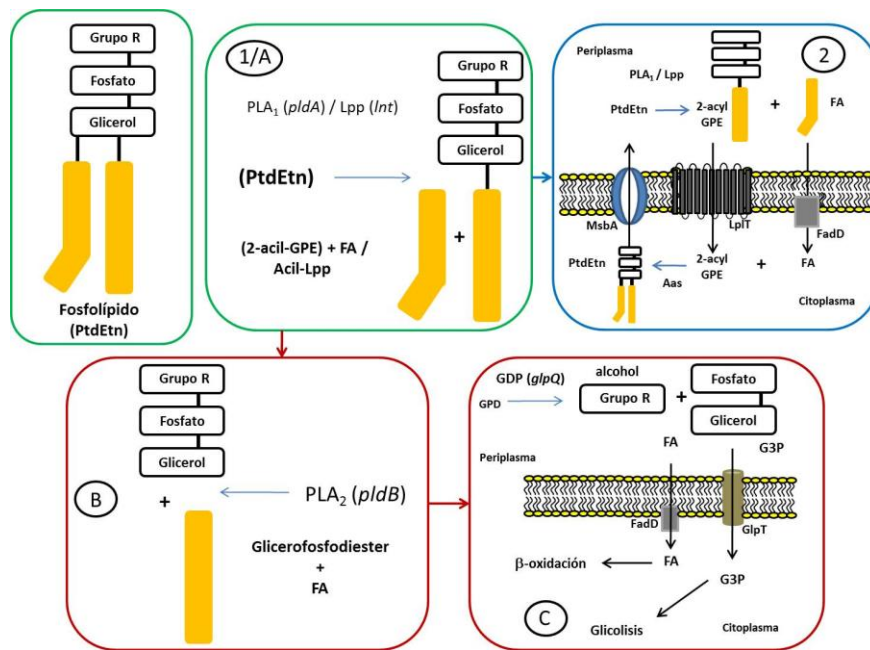 Grupo R
Fosfato
Glicerol
Fosfolípido
(PtdEtn)
1/A
Grupo R
PLA1 (pldA) / Lpp (lnt)
Fosfato
Glicerol
(PtdEtn)
+
(2-acil-GPE) + FA /
Acil-Lpp
Periplasma
2
PLA1 / Lpp
PtdEtn
2-acyl
GPE
+
FA
MsbA
LplT
FadD
PtdEtn
2-acyl
GPE
+
FA
Aas
Citoplasma
Grupo R
Fosfato
Glicerol
B
+
PLA2 (pldB)
Glicerofosfodiester
+
FA
GDP (glpQ)
alcohol
Fosfato
GPD
Grupo R
+
Glicerol
FA
G3P
Periplasma
FadD
GlpT
β-oxidación
FA
G3P
C
Glicolisis
Citoplasma